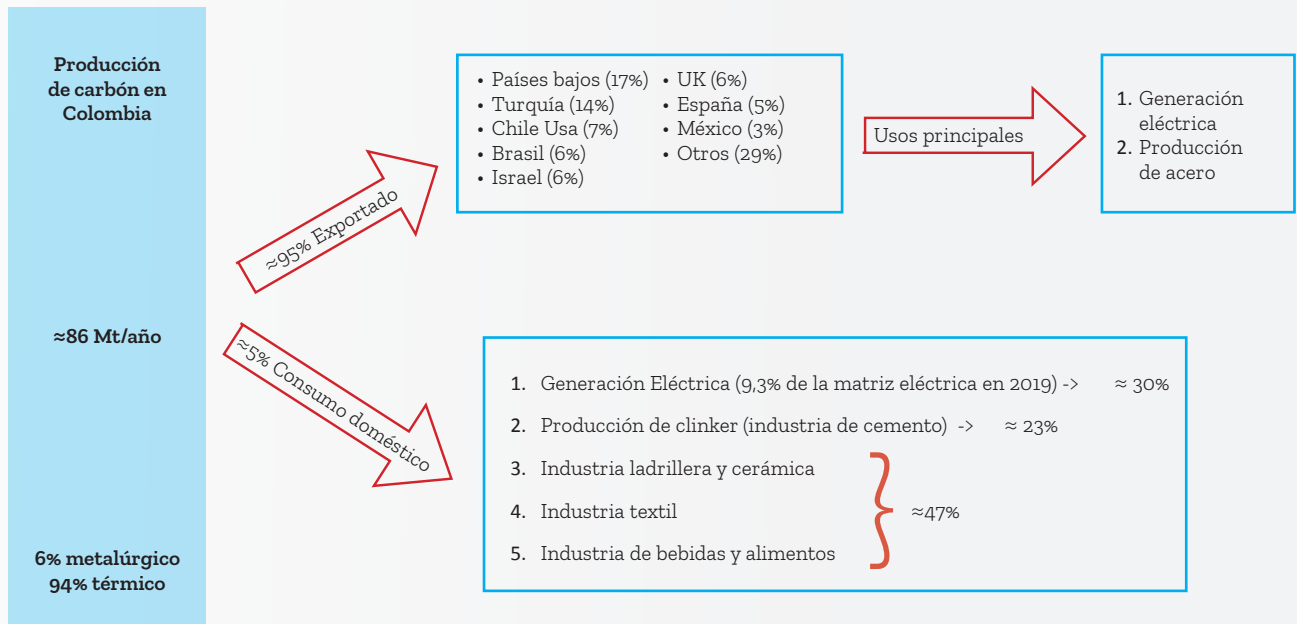 Producción
de carbón en
Colombia
≈86 Mt/año
6% metalúrgico
94% térmico
≈95% Exportado
• Países bajos (17%)
• Turquía (14%)
• Chile Usa (7%)
• Brasil (6%)
• Israel (6%)
• UK (6%)
• España (5%)
• México (3%)
• Otros (29%)
Usos principales
1. Generación
eléctrica
2. Producción
de acero
≈5% Consumo doméstico
1. Generación Eléctrica (9,3% de la matriz eléctrica en 2019) -> ≈ 30%
2. Producción de clinker (industria de cemento) -> ≈ 23%
3. Industria ladrillera y cerámica
4. Industria textil
5. Industria de bebidas y alimentos
≈47%